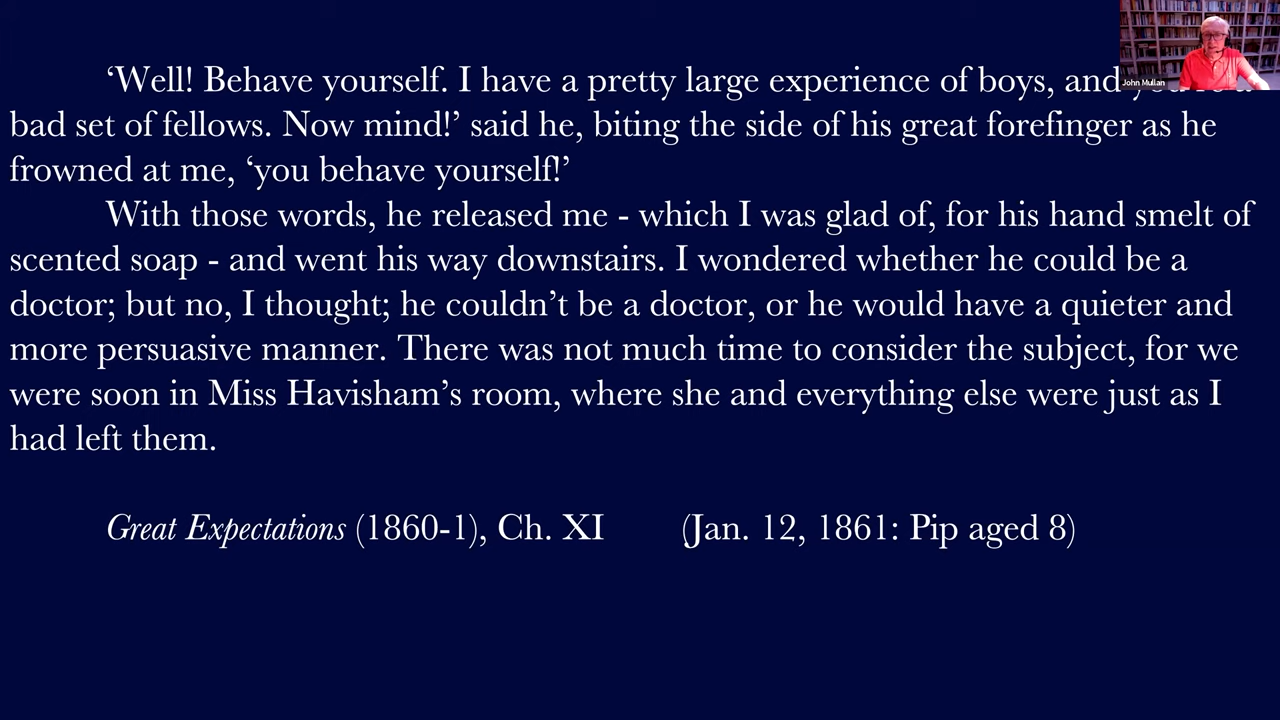 ‘Well! Behave yourself. I have a pretty large experience of boys, and
John Mullan
bad set of fellows. Now mind!’ said he, biting the side of his great forefinger as he
frowned at me, ‘you behave yourself!’
With those words, he released me - which I was glad of, for his hand smelt of
scented soap - and went his way downstairs. I wondered whether he could be a
doctor; but no, I thought; he couldn’t be a doctor, or he would have a quieter and
more persuasive manner. There was not much time to consider the subject, for we
were soon in Miss Havisham’s room, where she and everything else were just as I
had left them.
Great Expectations (1860-1), Ch. XI (Jan. 12, 1861: Pip aged 8)